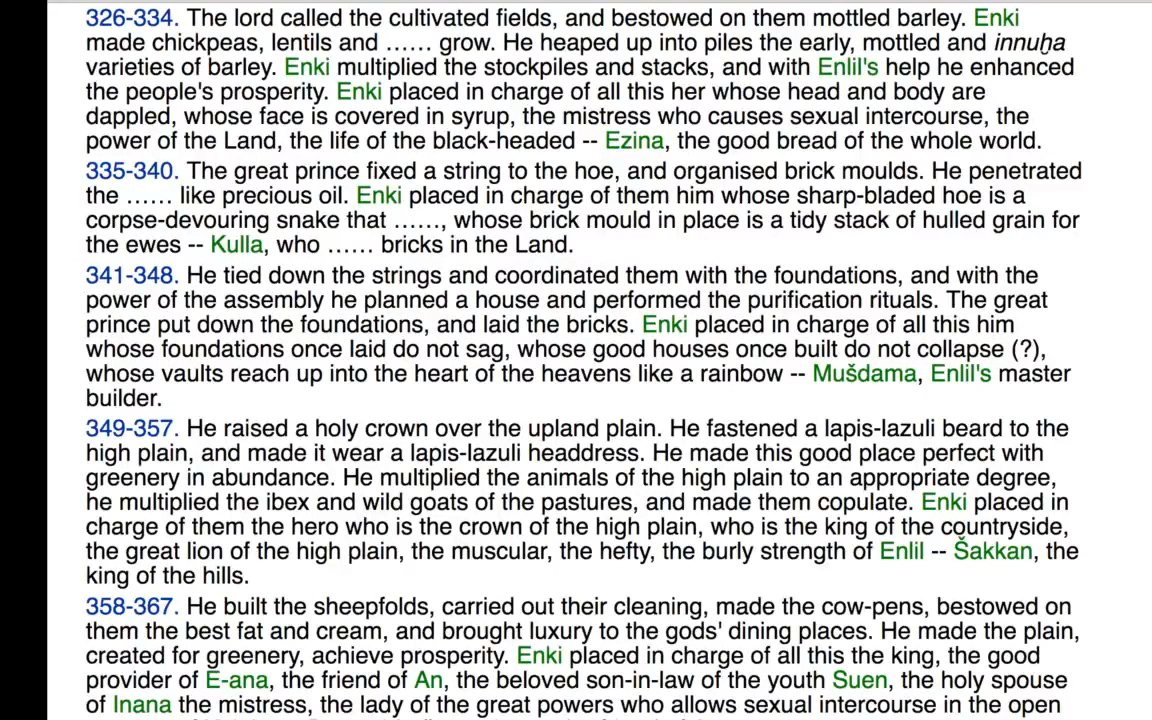 326-334. The lord called the cultivated fields, and bestowed on them mottled barley. Enki
made chickpeas, lentils and ...... grow. He heaped up into piles the early, mottled and innuḫa
varieties of barley. Enki multiplied the stockpiles and stacks, and with Enlil's help he enhanced
the people's prosperity. Enki placed in charge of all this her whose head and body are
dappled, whose face is covered in syrup, the mistress who causes sexual intercourse, the
power of the Land, the life of the black-headed -- Ezina, the good bread of the whole world.
335-340. The great prince fixed a string to the hoe, and organised brick moulds. He penetrated
the ...... like precious oil. Enki placed in charge of them him whose sharp-bladed hoe is a
corpse-devouring snake that ......, whose brick mould in place is a tidy stack of hulled grain for
the ewes -- Kulla, who ...... bricks in the Land.
341-348. He tied down the strings and coordinated them with the foundations, and with the
power of the assembly he planned a house and performed the purification rituals. The great
prince put down the foundations, and laid the bricks. Enki placed in charge of all this him
whose foundations once laid do not sag, whose good houses once built do not collapse (?),
whose vaults reach up into the heart of the heavens like a rainbow -- Mušdama, Enlil's master
builder.
349-357. He raised a holy crown over the upland plain. He fastened a lapis-lazuli beard to the
high plain, and made it wear a lapis-lazuli headdress. He made this good place perfect with
greenery in abundance. He multiplied the animals of the high plain to an appropriate degree,
he multiplied the ibex and wild goats of the pastures, and made them copulate. Enki placed in
charge of them the hero who is the crown of the high plain, who is the king of the countryside,
the great lion of the high plain, the muscular, the hefty, the burly strength of Enlil -- Šakkan, the
king of the hills.
358-367. He built the sheepfolds, carried out their cleaning, made the cow-pens, bestowed on
them the best fat and cream, and brought luxury to the gods' dining places. He made the plain,
created for greenery, achieve prosperity. Enki placed in charge of all this the king, the good
provider of E-ana, the friend of An, the beloved son-in-law of the youth Suen, the holy spouse
of Inana the mistress, the lady of the great powers who allows sexual intercourse in the open